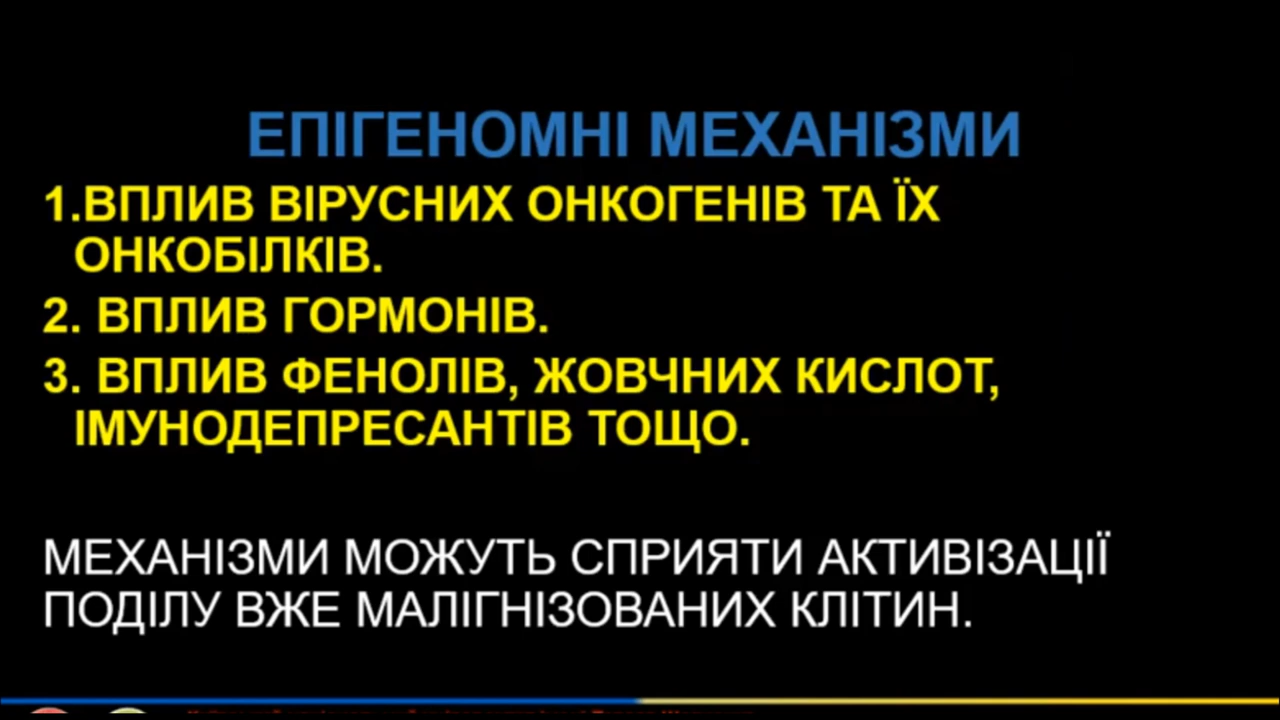 ЕПІГЕНОМНІ МЕХАНІЗМИ
1.ВПЛИВ ВІРУСНИХ ОНКОГЕНІВ ТА ЇХ
ОНКОБІЛКІВ.
2. ВПЛИВ ГОРМОНІВ.
3. ВПЛИВ ФЕНОЛІВ, ЖОВЧНИХ КИСЛОТ,
ІМУНОДЕПРЕСАНТІВ ТОЩО.
МЕХАНІЗМИ МОЖУТЬ СПРИЯТИ АКТИВІЗАЦІЇ
ПОДІЛУ ВЖЕ МАЛІГНІЗОВАНИХ КЛІТИН.